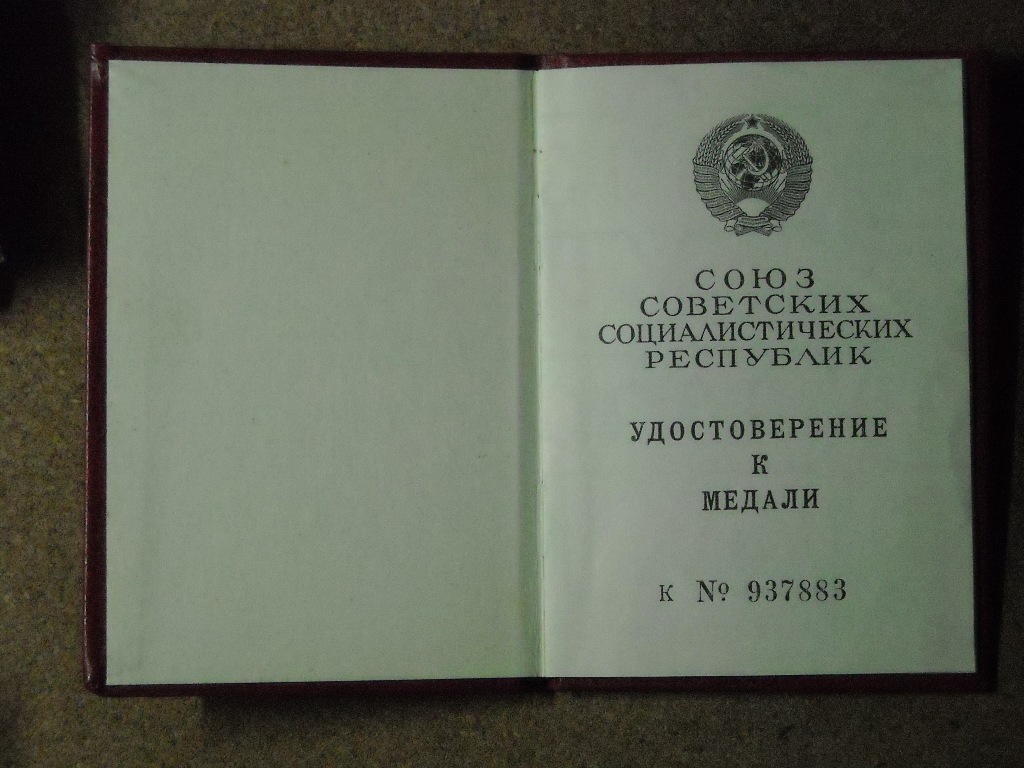 СОЮЗ
СОВЕТСКИХ
СОЦИАЛИСТИЧЕСКИХ
РЕСПУБЛИК
УДОСТОВЕРЕНИЕ
К
МЕДАЛИ
К № 937883